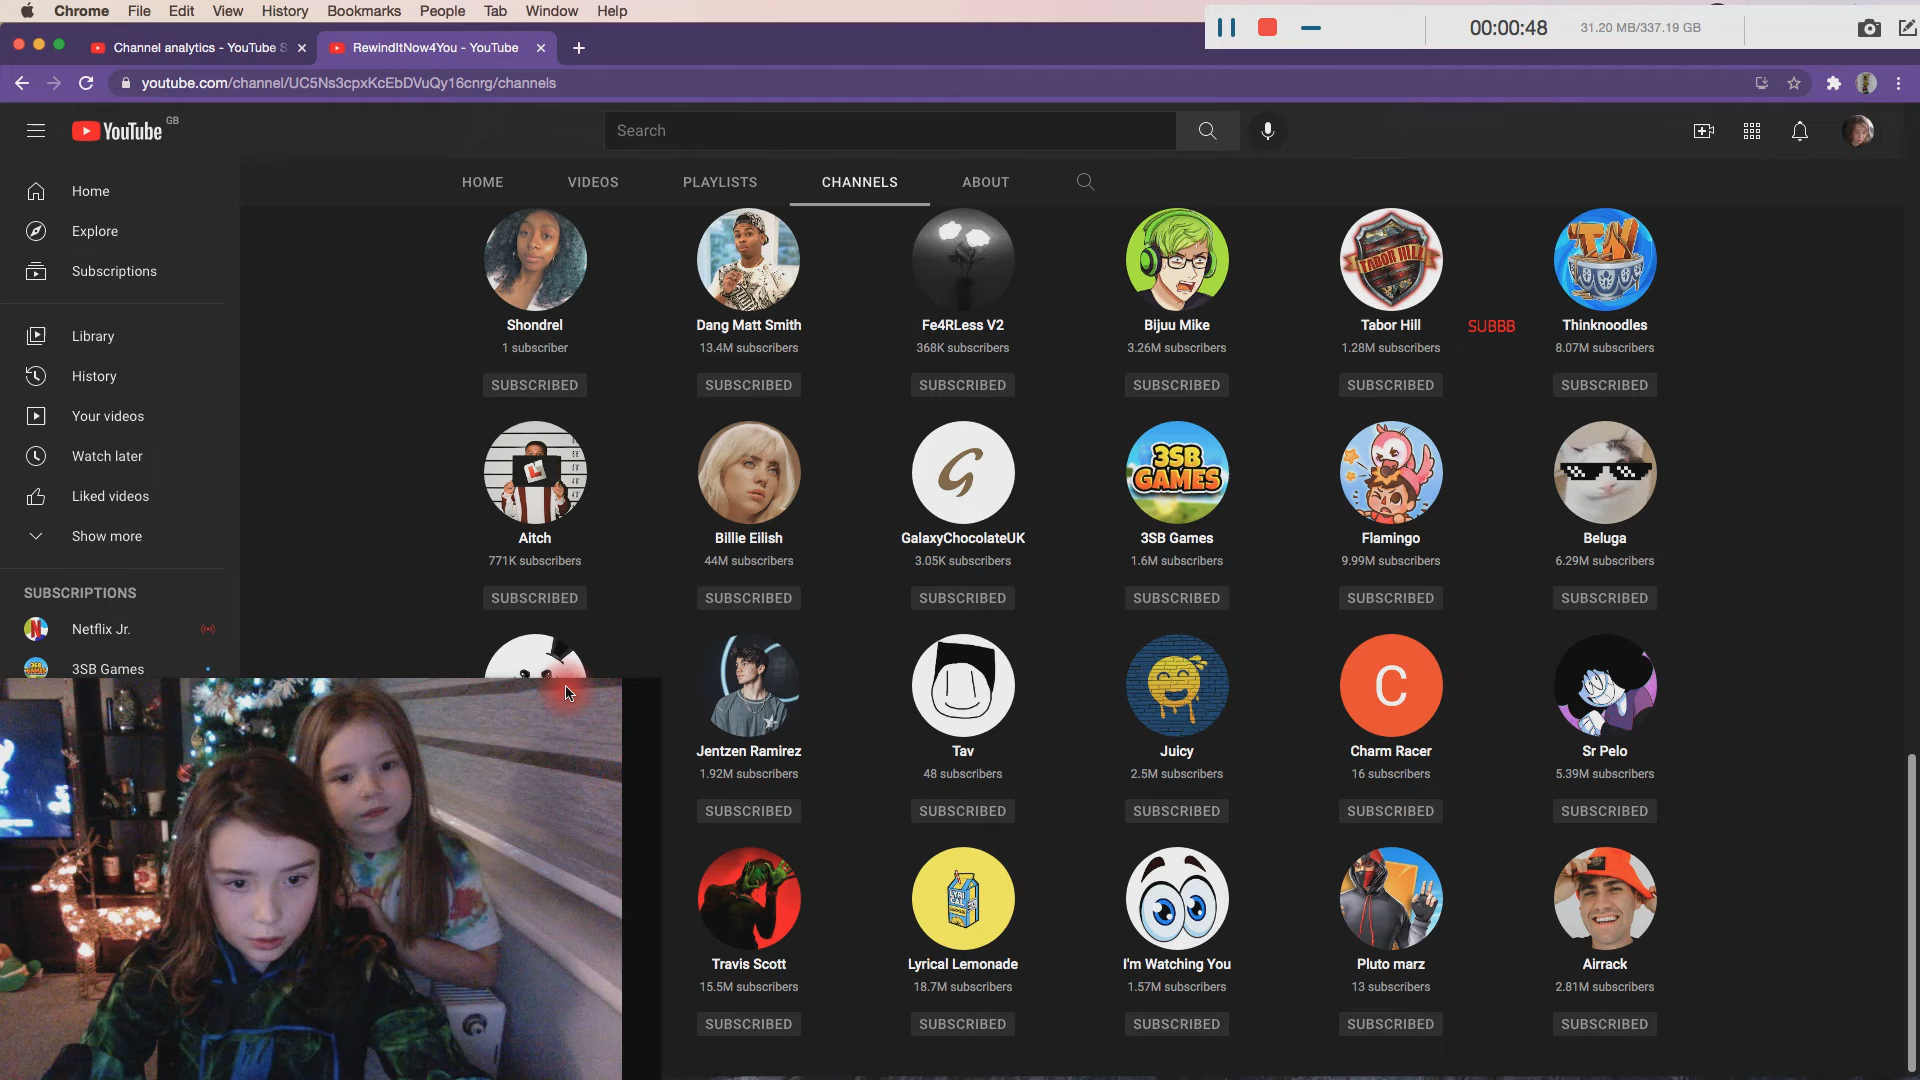 Chrome File Edit View History Bookmarks People Tab Window Help
00:00:48 31.20 MB/337.19 GB
Channel analytics - YouTube S
RewindItNow4You - YouTube
youtube.com/channel/UC5Ns3cpxKcEbDVuQy16cnrg/channels
YouTube GB
Search
HOME VIDEOS PLAYLISTS CHANNELS ABOUT
Home
Explore
Subscriptions
Library
History
Your videos
Watch later
Liked videos
Show more
SUBSCRIPTIONS
Netflix Jr.
3SB Games
TABOR HILL
Shondrel Dang Matt Smith Fe4RLess V2 Bijuu Mike Tabor Hill SUBBB Thinknoodles
1 subscriber 13.4M subscribers 368K subscribers 3.26M subscribers 1.28M subscribers 8.07M subscribers
SUBSCRIBED SUBSCRIBED SUBSCRIBED SUBSCRIBED SUBSCRIBED SUBSCRIBED
L G 3SB GAMES
Aitch Billie Eilish GalaxyChocolateUK 3SB Games Flamingo Beluga
771K subscribers 44M subscribers 3.05K subscribers 1.6M subscribers 9.99M subscribers 6.29M subscribers
SUBSCRIBED SUBSCRIBED SUBSCRIBED SUBSCRIBED SUBSCRIBED SUBSCRIBED
C
Jentzen Ramirez Tav Juicy Charm Racer Sr Pelo
1.92M subscribers 48 subscribers 2.5M subscribers 16 subscribers 5.39M subscribers
SUBSCRIBED SUBSCRIBED SUBSCRIBED SUBSCRIBED SUBSCRIBED
LYRICAL
Travis Scott Lyrical Lemonade I'm Watching You Pluto marz Airrack
15.5M subscribers 18.7M subscribers 1.57M subscribers 13 subscribers 2.81M subscribers
SUBSCRIBED SUBSCRIBED SUBSCRIBED SUBSCRIBED SUBSCRIBED